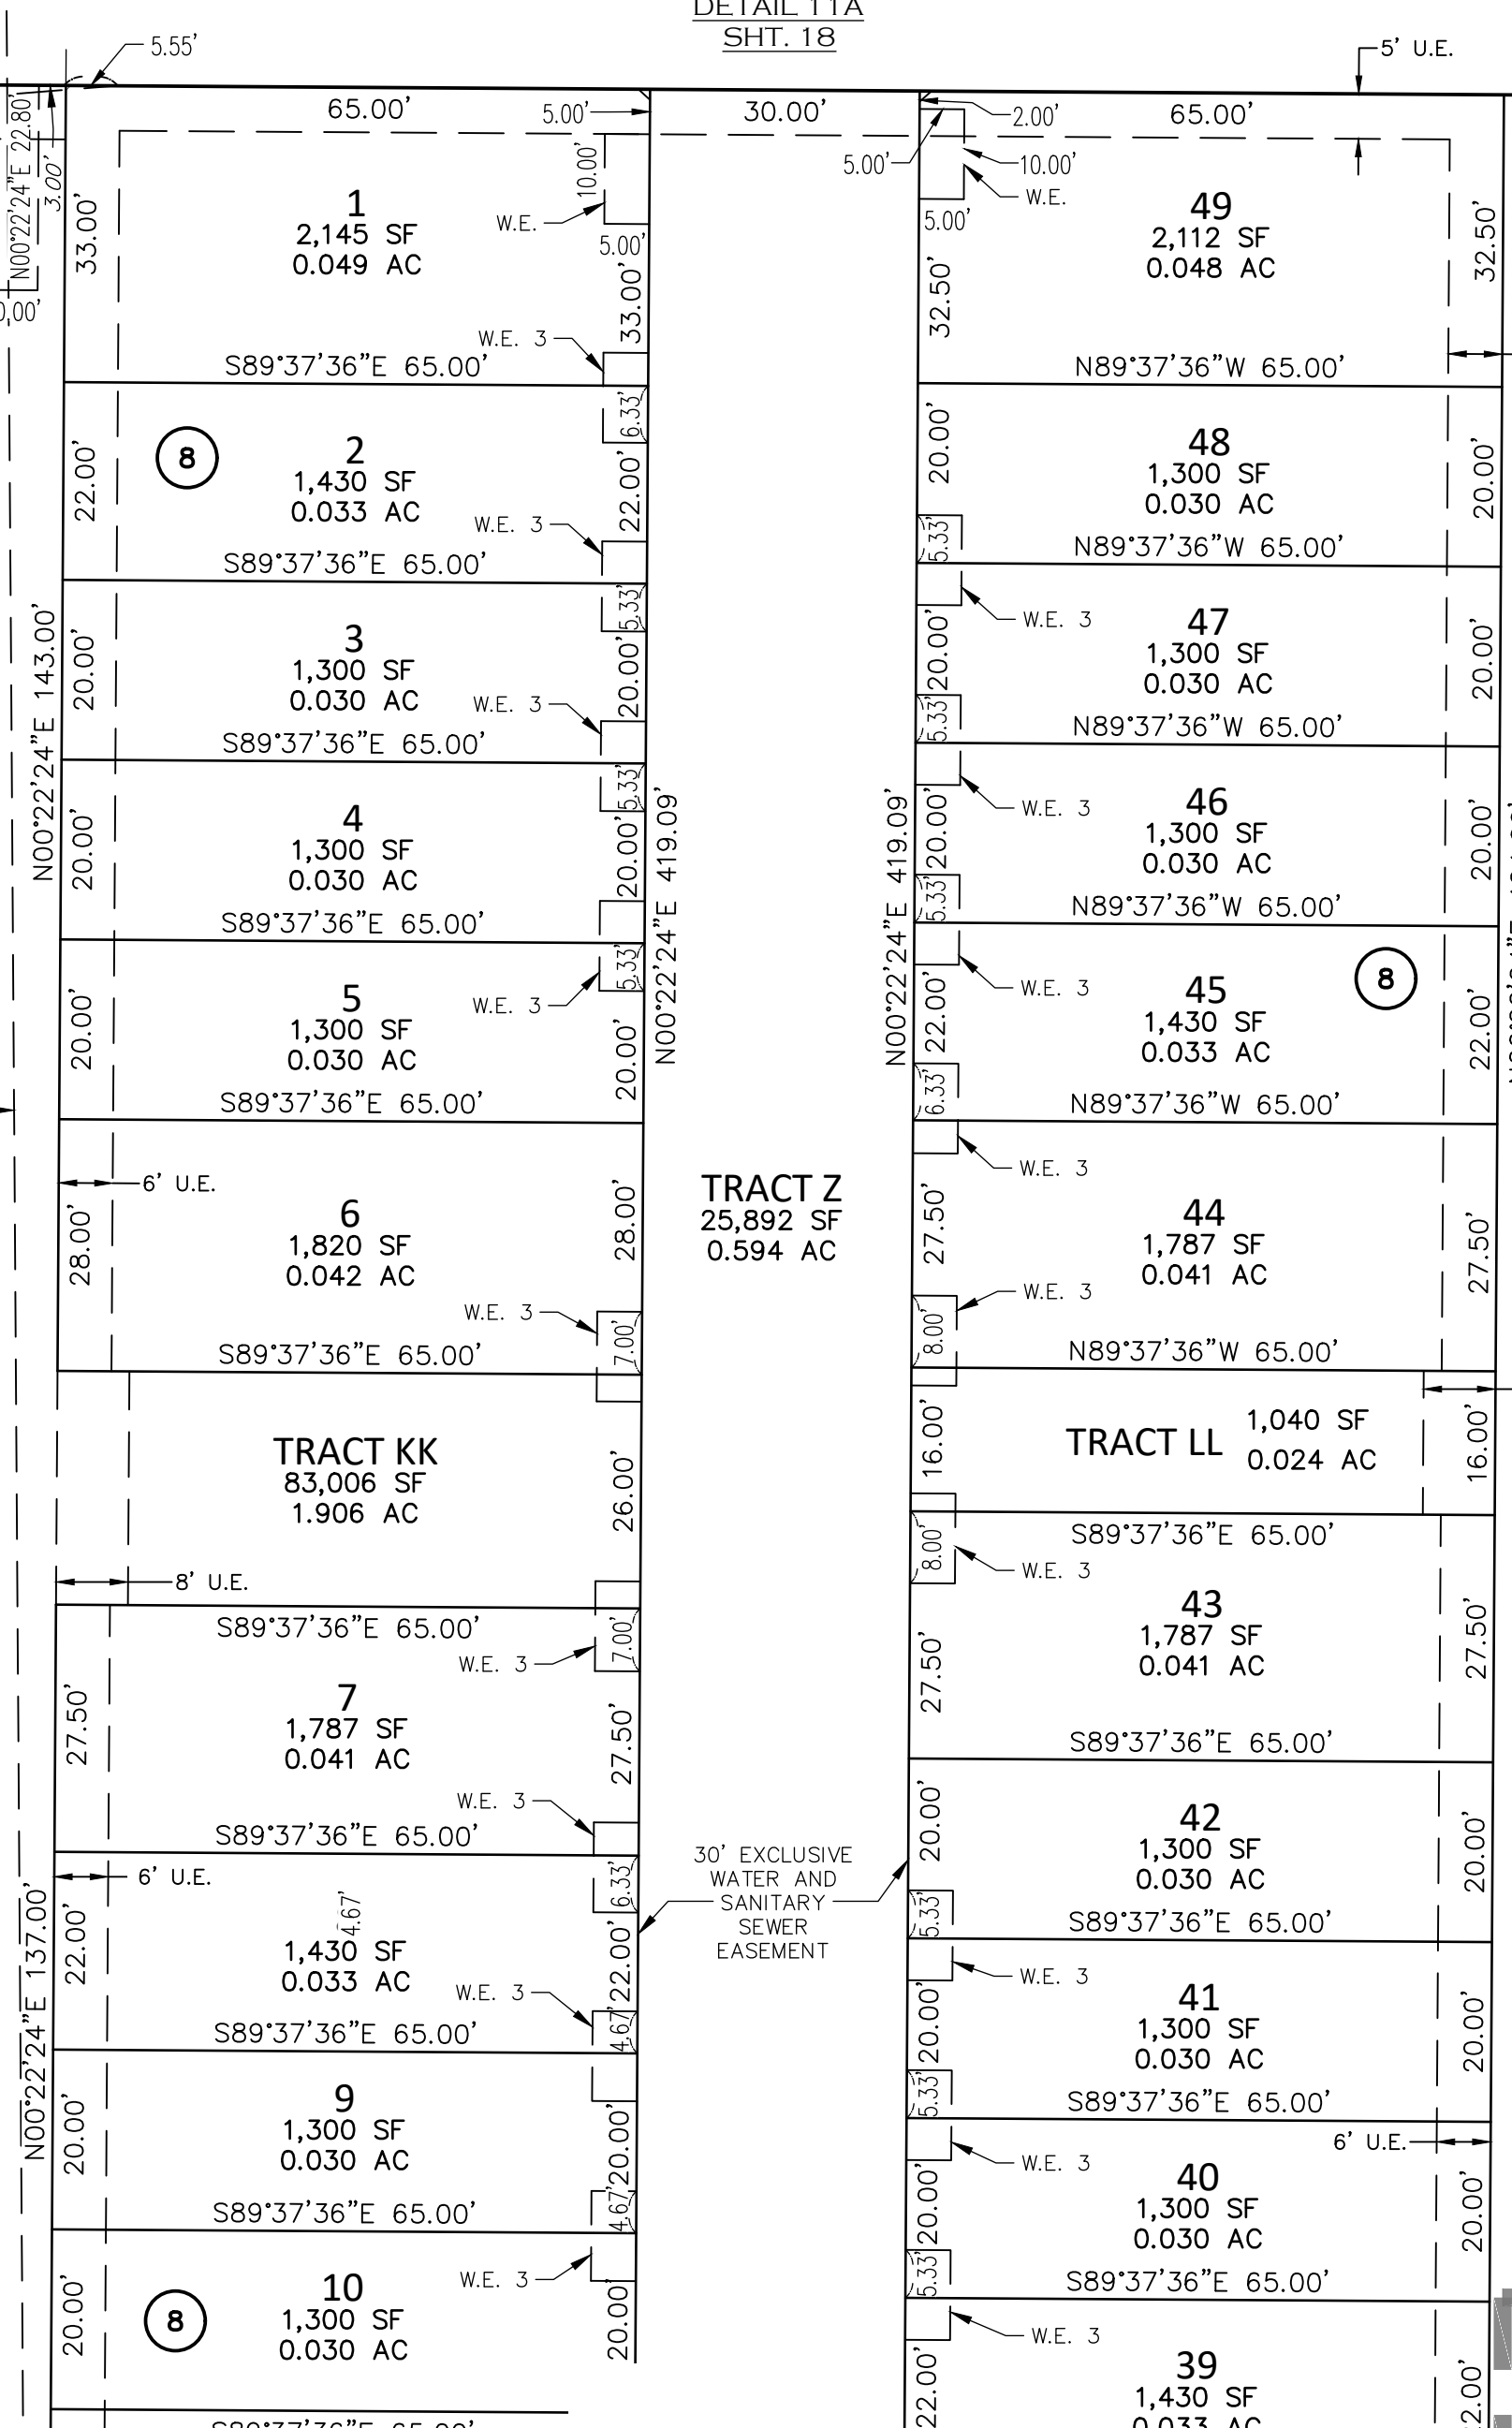 DETAIL 11A
SHT. 18
5.55'
5' U.E.
65.00'
5.00'
30.00'
2.00'
65.00'
N00°22'24"E 22.80'
3.00'
10.00'
5.00'
10.00'
W.E.
5.00'
33.00'
1
2,145 SF
0.049 AC
W.E.
5.00'
33.00'
W.E. 3
S89°37'36"E 65.00'
49
2,112 SF
0.048 AC
32.50'
32.50'
N89°37'36"W 65.00'
8
22.00'
2
1,430 SF
0.033 AC
6.33'
22.00'
W.E. 3
S89°37'36"E 65.00'
20.00'
48
1,300 SF
0.030 AC
20.00'
5.33'
N89°37'36"W 65.00'
N00°22'24"E 143.00'
20.00'
3
1,300 SF
0.030 AC
5.33'
20.00'
W.E. 3
S89°37'36"E 65.00'
W.E. 3
20.00'
47
1,300 SF
0.030 AC
20.00'
5.33'
N89°37'36"W 65.00'
20.00'
4
1,300 SF
0.030 AC
5.33'
20.00'
S89°37'36"E 65.00'
N00°22'24"E 419.09'
N00°22'24"E 419.09'
W.E. 3
20.00'
46
1,300 SF
0.030 AC
20.00'
5.33'
N89°37'36"W 65.00'
20.00'
5
1,300 SF
0.030 AC
5.33'
W.E. 3
20.00'
S89°37'36"E 65.00'
W.E. 3
22.00'
45
1,430 SF
0.033 AC
8
22.00'
6.33'
N89°37'36"W 65.00'
6' U.E.
28.00'
6
1,820 SF
0.042 AC
28.00'
W.E. 3
7.00'
S89°37'36"E 65.00'
TRACT Z
25,892 SF
0.594 AC
W.E. 3
27.50'
44
1,787 SF
0.041 AC
27.50'
W.E. 3
8.00'
N89°37'36"W 65.00'
TRACT KK
83,006 SF
1.906 AC
26.00'
8' U.E.
16.00'
TRACT LL
1,040 SF
0.024 AC
16.00'
S89°37'36"E 65.00'
W.E. 3
7.00'
27.50'
7
1,787 SF
0.041 AC
27.50'
W.E. 3
S89°37'36"E 65.00'
S89°37'36"E 65.00'
8.00'
W.E. 3
43
1,787 SF
0.041 AC
27.50'
27.50'
S89°37'36"E 65.00'
30' EXCLUSIVE
WATER AND
SANITARY
SEWER
EASEMENT
6' U.E.
N00°22'24"E 137.00'
22.00'
4.67'
1,430 SF
0.033 AC
6.33'
22.00'
W.E. 3
4.67'
S89°37'36"E 65.00'
20.00'
42
1,300 SF
0.030 AC
20.00'
5.33'
S89°37'36"E 65.00'
20.00'
9
1,300 SF
0.030 AC
20.00'
4.67'
S89°37'36"E 65.00'
W.E. 3
20.00'
41
1,300 SF
0.030 AC
20.00'
5.33'
S89°37'36"E 65.00'
6' U.E.
W.E. 3
20.00'
40
1,300 SF
0.030 AC
20.00'
5.33'
S89°37'36"E 65.00'
W.E. 3
20.00'
8
10
1,300 SF
0.030 AC
20.00'
W.E. 3
22.00'
39
1,430 SF
0.033 AC